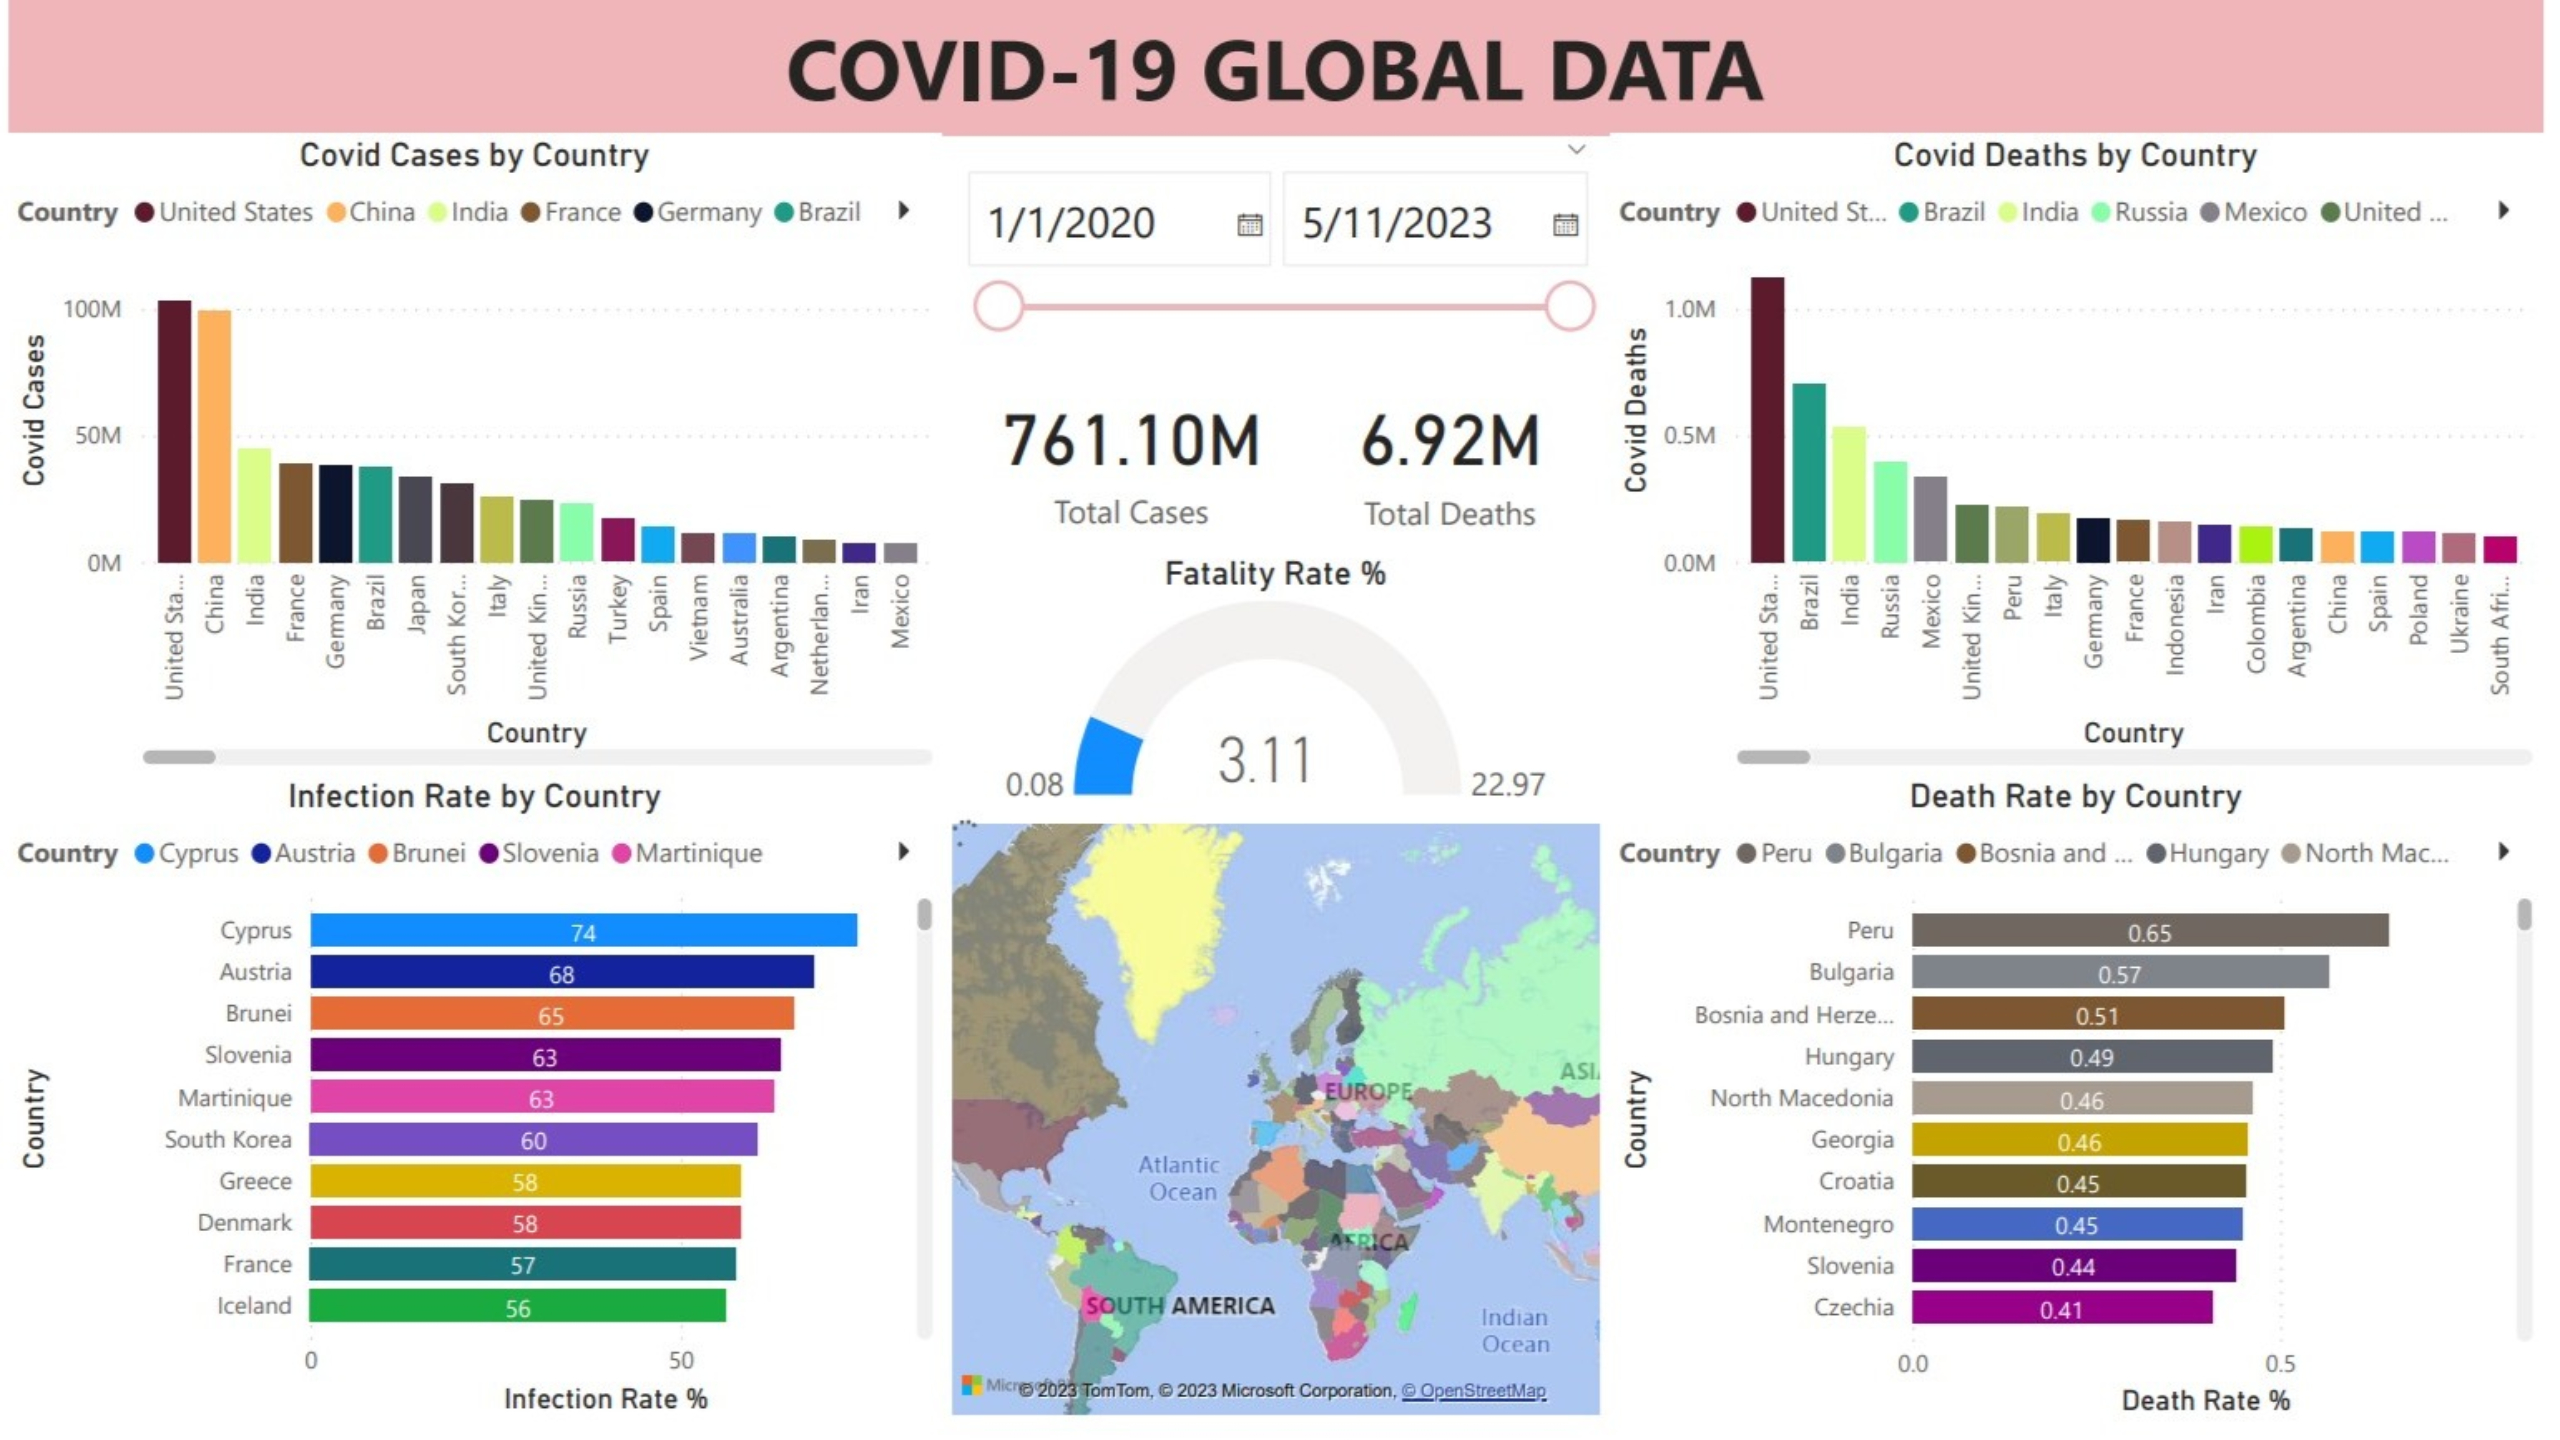 COVID-19 GLOBAL DATA
Covid Cases by Country
Country United States China India France Germany Brazil
Covid Cases
100M
50M
0M
United Sta...
China
India
France
Germany
Brazil
Japan
South Kor...
Italy
United Kin...
Russia
Turkey
Spain
Vietnam
Australia
Argentina
Netherlan...
Iran
Mexico
Country
1/1/2020
5/11/2023
761.10M
Total Cases
6.92M
Total Deaths
Fatality Rate %
3.11
0.08
22.97
Covid Deaths by Country
Country United St... Brazil India Russia Mexico United ...
Covid Deaths
1.0M
0.5M
0.0M
United Sta...
Brazil
India
Russia
Mexico
United Kin...
Peru
Italy
Germany
France
Indonesia
Iran
Colombia
Argentina
China
Spain
Poland
Ukraine
South Afri...
Country
Infection Rate by Country
Country Cyprus Austria Brunei Slovenia Martinique
Country
Cyprus 74
Austria 68
Brunei 65
Slovenia 63
Martinique 63
South Korea 60
Greece 58
Denmark 58
France 57
Iceland 56
0 50
Infection Rate %
EUROPE
Atlantic
Ocean
AFRICA
SOUTH AMERICA
Indian
Ocean
© 2023 TomTom, © 2023 Microsoft Corporation, © OpenStreetMap
Death Rate by Country
Country Peru Bulgaria Bosnia and ... Hungary North Mac...
Country
Peru 0.65
Bulgaria 0.57
Bosnia and Herze... 0.51
Hungary 0.49
North Macedonia 0.46
Georgia 0.46
Croatia 0.45
Montenegro 0.45
Slovenia 0.44
Czechia 0.41
0.0 0.5
Death Rate %